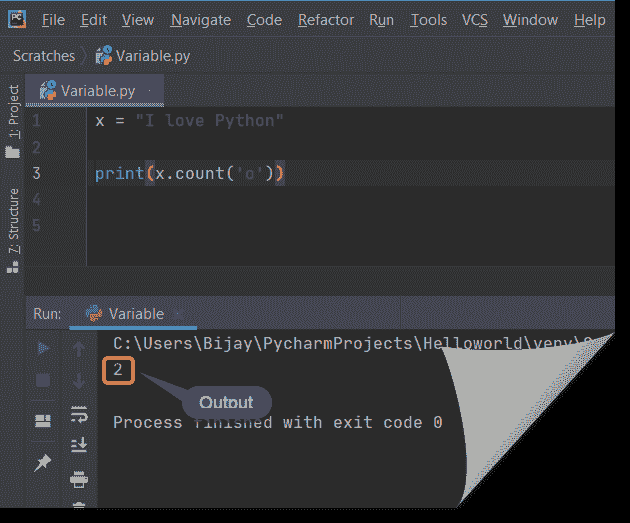 PC File Edit View Navigate Code Refactor Run Tools VCS Window Help
Scratches Variable.py
Variable.py
1: Project
7: Structure
1 x = "I love Python"
2
3 print(x.count('o'))
4
5
Run: Variable
C:\Users\Bijay\PycharmProjects\Helloworld\venv\S
2
Output
Process finished with exit code 0